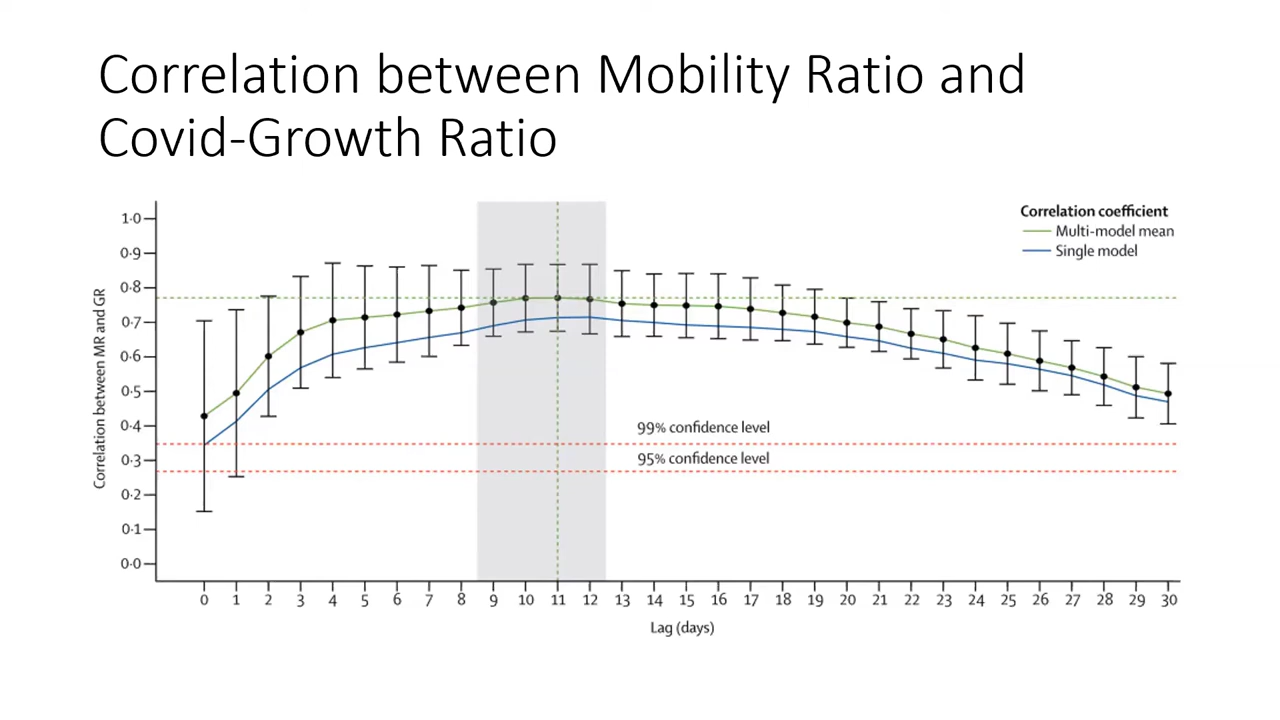 Correlation between Mobility Ratio and
Covid-Growth Ratio
Correlation coefficient
Multi-model mean
Single model
Correlation between MR and GR
1·0
0·9
0·8
0·7
0·6
0·5
0·4
0·3
0·2
0·1
0·0
99% confidence level
95% confidence level
0 1 2 3 4 5 6 7 8 9 10 11 12 13 14 15 16 17 18 19 20 21 22 23 24 25 26 27 28 29 30
Lag (days)